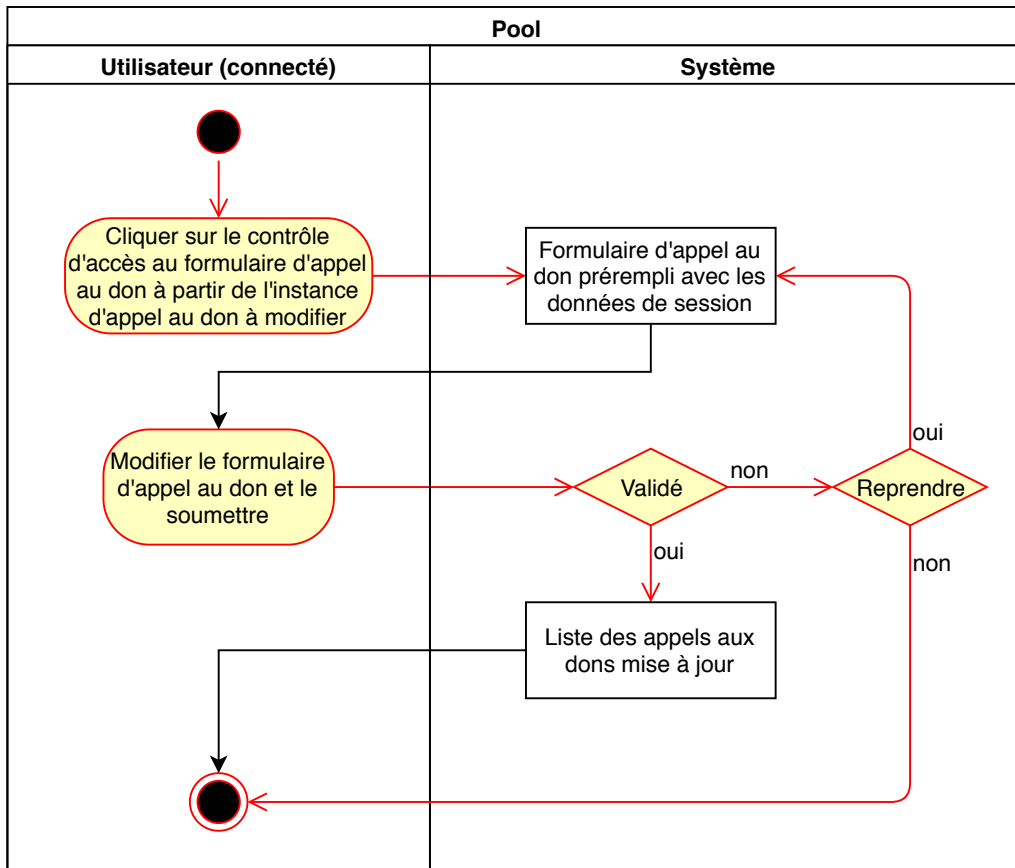 Pool
Utilisateur (connecté)
Système
Cliquer sur le contrôle
d'accès au formulaire d'appel
au don à partir de l'instance
d'appel au don à modifier
Formulaire d'appel au
don prérempli avec les
données de session
Modifier le formulaire
d'appel au don et le
soumettre
Validé
non
Reprendre
oui
oui
non
Liste des appels aux
dons mise à jour